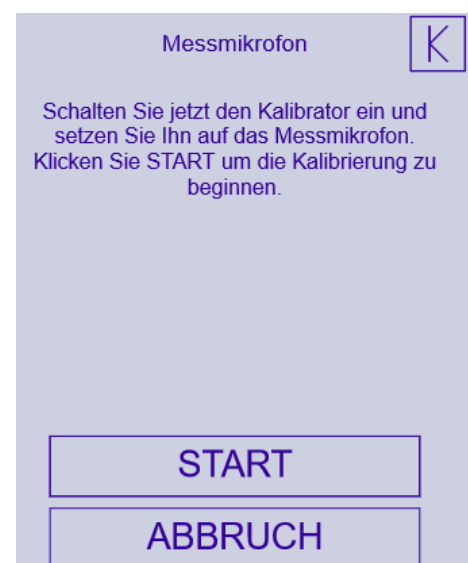 Messmikrofon
K
Schalten Sie jetzt den Kalibrator ein und
setzen Sie Ihn auf das Messmikrofon.
Klicken Sie START um die Kalibrierung zu
beginnen.
START
ABBRUCH